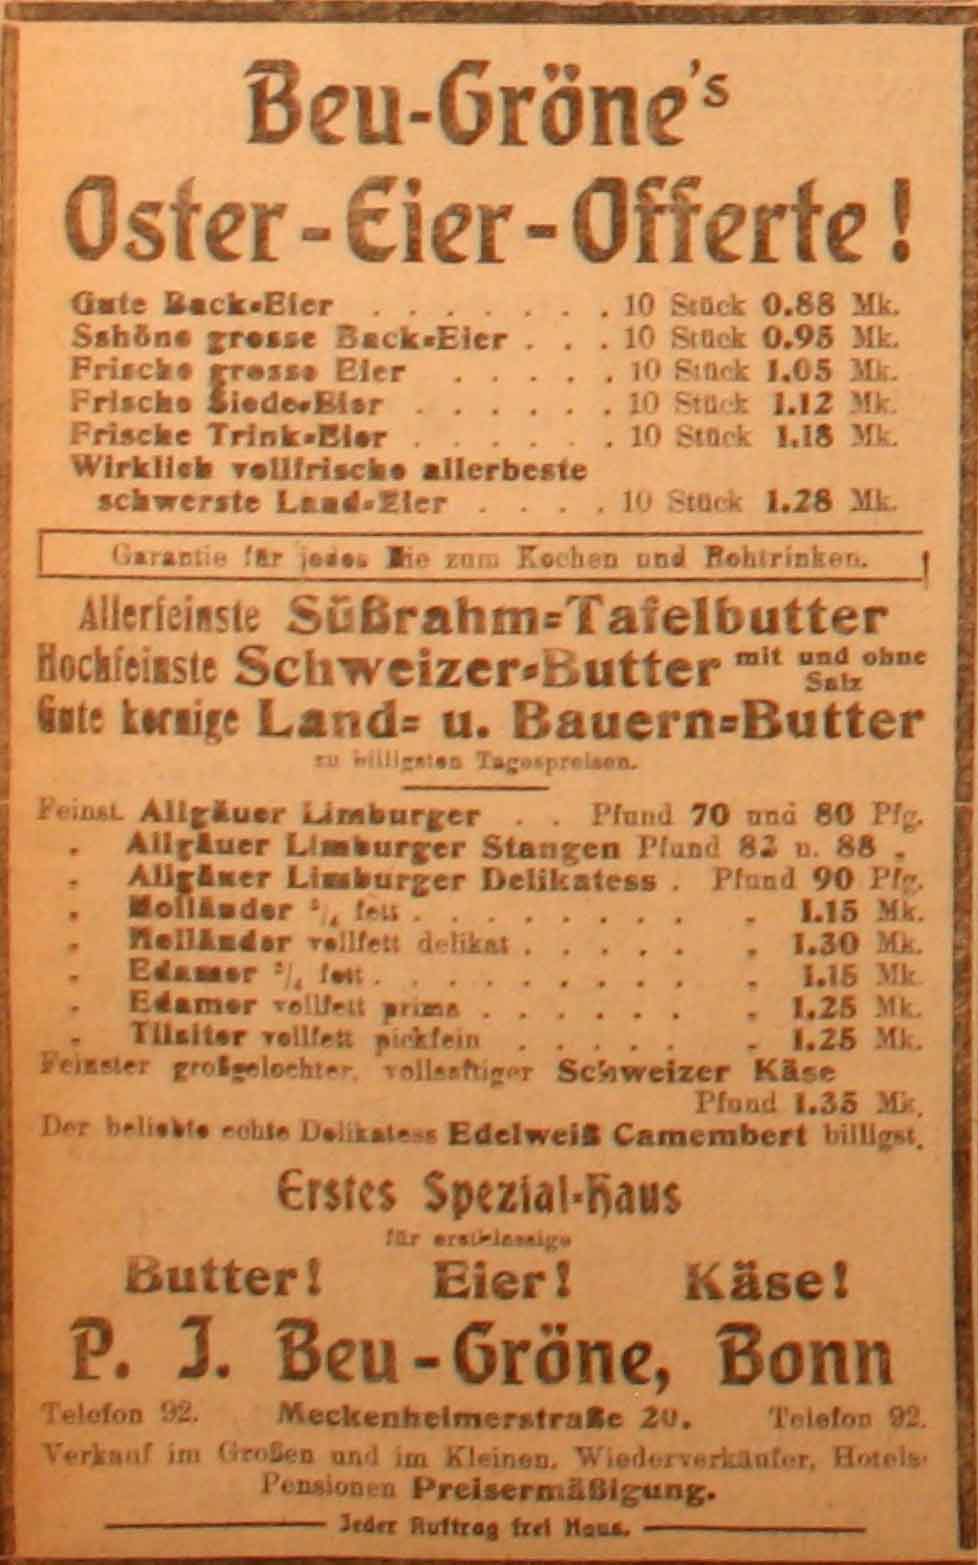 Beu-Gröne's
Oster-Eier-Offerte!
Gute Back-Eier . . . . . . . 10 Stück 0.88 Mk.
Schöne grosse Back-Eier . . . 10 Stück 0.95 Mk.
Frische grosse Eier . . . . . 10 Stück 1.05 Mk.
Frische Siede-Eier . . . . . . 10 Stück 1.12 Mk.
Frische Trink-Eier . . . . . . 10 Stück 1.18 Mk.
Wirklich vollfrische allerbeste
schwerste Land-Eier . . . . 10 Stück 1.28 Mk.
Garantie für jedes zum Kochen und Rohtrinken.
Allerfeinste Süßrahm-Tafelbutter
Hochfeinste Schweizer-Butter mit und ohne
Salz
Gute kernige Land- u. Bauern-Butter
zu billigsten Tagespreisen.
Feinst. Allgäuer Limburger . . Pfund 70 und 80 Pfg.
„ Allgäuer Limburger Stangen Pfund 82 u. 88 „
„ Allgäuer Limburger Delikatess . Pfund 90 Pfg.
„ Holländer ¾ fett . . . . . . . . „ 1.15 Mk.
„ Holländer vollfett delikat . . . . . „ 1.30 Mk.
„ Edamer ¾ fett . . . . . . . . . „ 1.15 Mk.
„ Edamer vollfett prima . . . . . . „ 1.25 Mk.
„ Tilsiter vollfett pickfein . . . . . „ 1.25 Mk.
Feinster großgelochter, vollsaftiger Schweizer Käse
Pfund 1.35 Mk.
Der beliebte echte Delikatess Edelweiß Camembert billigst.
Erstes Spezial-Haus
für erstklassige
Butter! Eier! Käse!
P. J. Beu-Gröne, Bonn
Telefon 92. Meckenheimerstraße 20. Telefon 92.
Verkauf im Großen und im Kleinen. Wiederverkäufer, Hotels,
Pensionen Preisermäßigung.
Jeder Auftrag frei Haus.